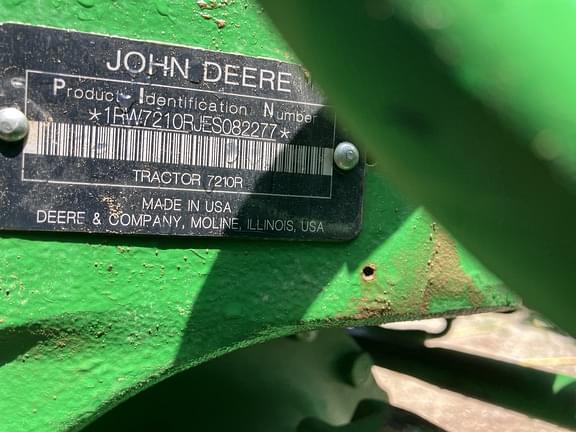 JOHN DEERE
Product Identification Number
*1RW7210RJES082277*
TRACTOR 7210R
MADE IN USA
DEERE & COMPANY, MOLINE, ILLINOIS, USA